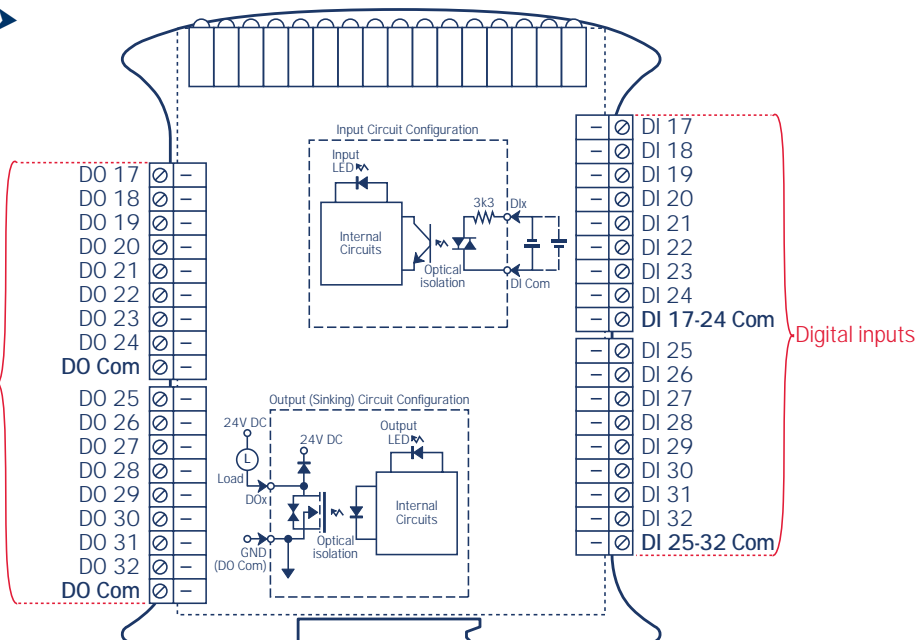 Input Circuit Configuration
Input
LED
3k3
DIx
Internal
Circuits
Optical
isolation
DI Com
DO 17
DO 18
DO 19
DO 20
DO 21
DO 22
DO 23
DO 24
DO Com
DO 25
DO 26
DO 27
DO 28
DO 29
DO 30
DO 31
DO 32
DO Com
Output (Sinking) Circuit Configuration
24V DC
24V DC
Output
LED
L
Load
DOx
Internal
Circuits
Optical
isolation
GND
(DO Com)
DI 17
DI 18
DI 19
DI 20
DI 21
DI 22
DI 23
DI 24
DI 17-24 Com
DI 25
DI 26
DI 27
DI 28
DI 29
DI 30
DI 31
DI 32
DI 25-32 Com
Digital inputs